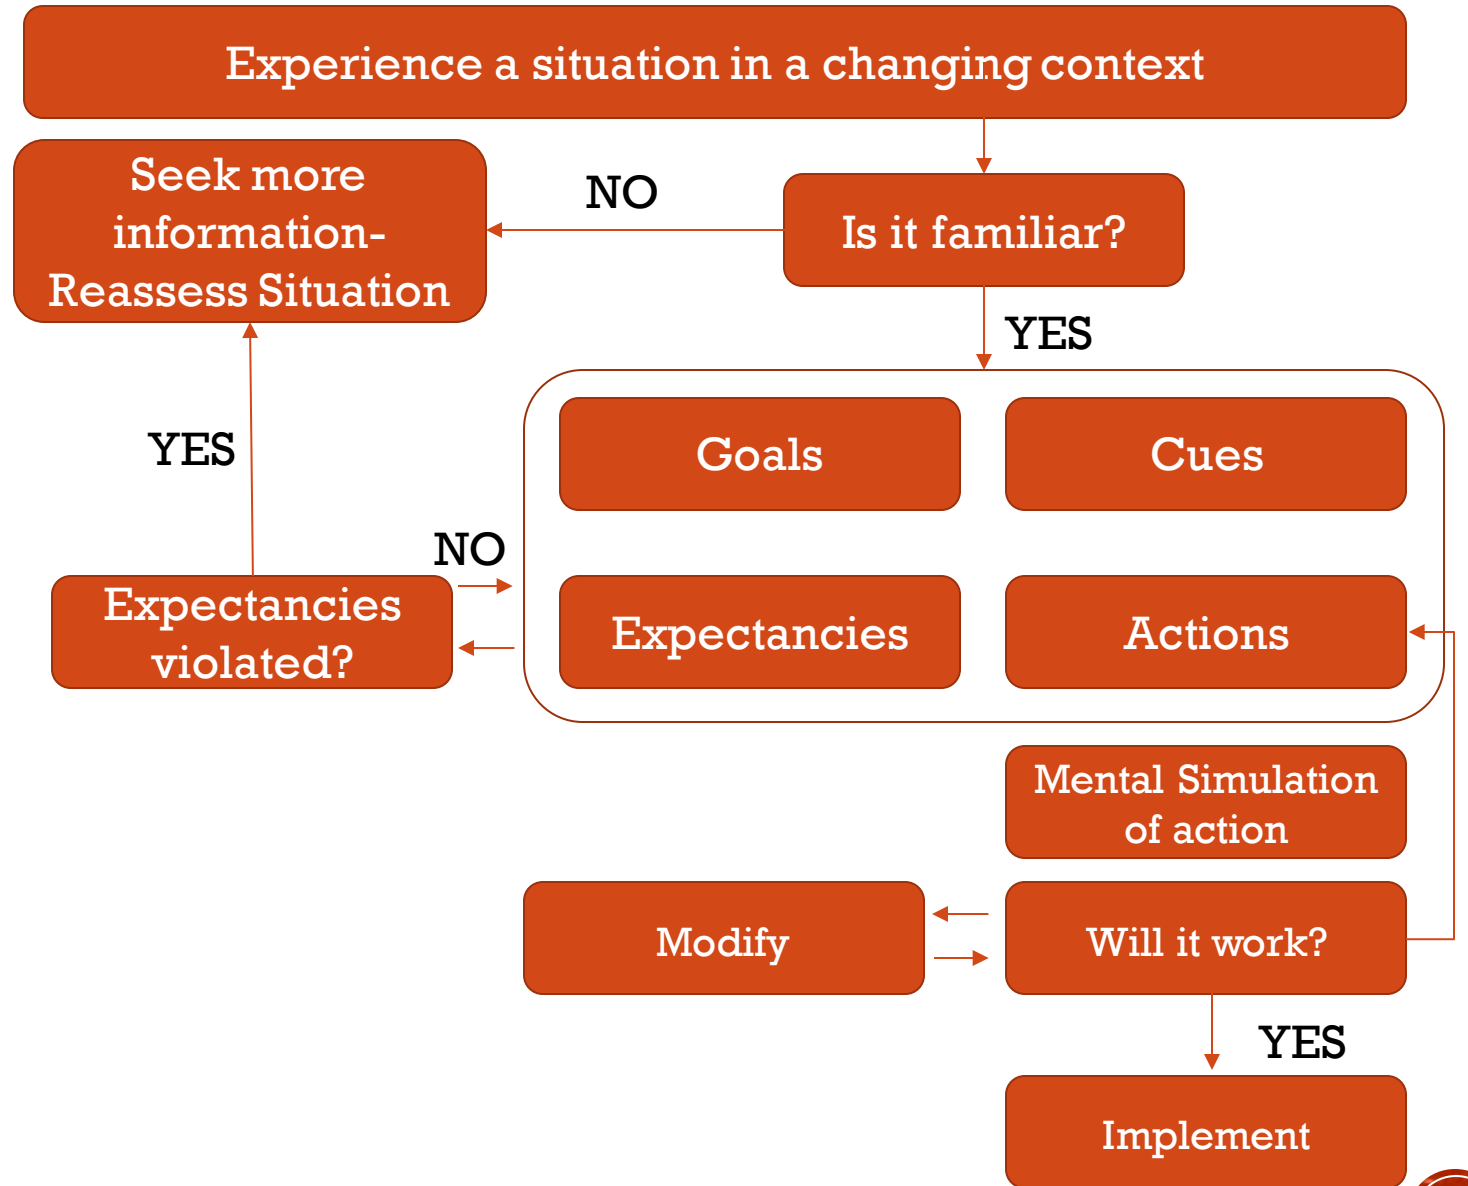 Experience a situation in a changing context
Seek more
information-
Reassess Situation
NO
Is it familiar?
YES
Goals
Cues
YES
NO
Expectancies
violated?
Expectancies
Actions
Mental Simulation
of action
Modify
Will it work?
YES
Implement